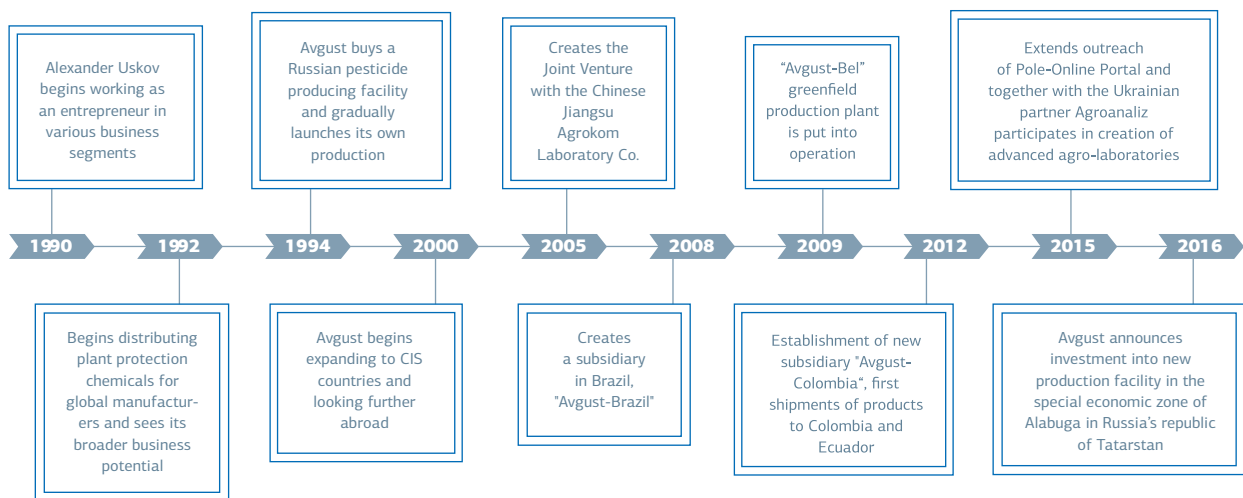 Alexander Uskov
begins working as
an entrepreneur in
various business
segments
Avgust buys a
Russian pesticide
producing facility
and gradually
launches its own
production
Creates the
Joint Venture
with the Chinese
Jiangsu
Agrokom
Laboratory Co.
“Avgust-Bel”
greenfield
production plant
is put into
operation
Extends outreach
of Pole-Online Portal and
together with the Ukrainian
partner Agroanaliz
participates in creation of
advanced agro-laboratories
1990 1992 1994 2000 2005 2008 2009 2012 2015 2016
Begins distributing
plant protection
chemicals for
global manufactur-
ers and sees its
broader business
potential
Avgust begins
expanding to CIS
countries and
looking further
abroad
Creates
a subsidiary
in Brazil,
"Avgust-Brazil"
Establishment of new
subsidiary "Avgust-
Colombia“, first
shipments of products
to Colombia and
Ecuador
Avgust announces
investment into new
production facility in the
special economic zone of
Alabuga in Russia’s republic
of Tatarstan